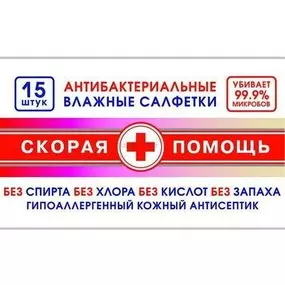 15 штук
АНТИБАКТЕРИАЛЬНЫЕ
ВЛАЖНЫЕ САЛФЕТКИ
УБИВАЕТ
99.9%
МИКРОБОВ
СКОРАЯ ПОМОЩЬ
БЕЗ СПИРТА БЕЗ ХЛОРА БЕЗ КИСЛОТ БЕЗ ЗАПАХА
ГИПОАЛЛЕРГЕННЫЙ КОЖНЫЙ АНТИСЕПТИК